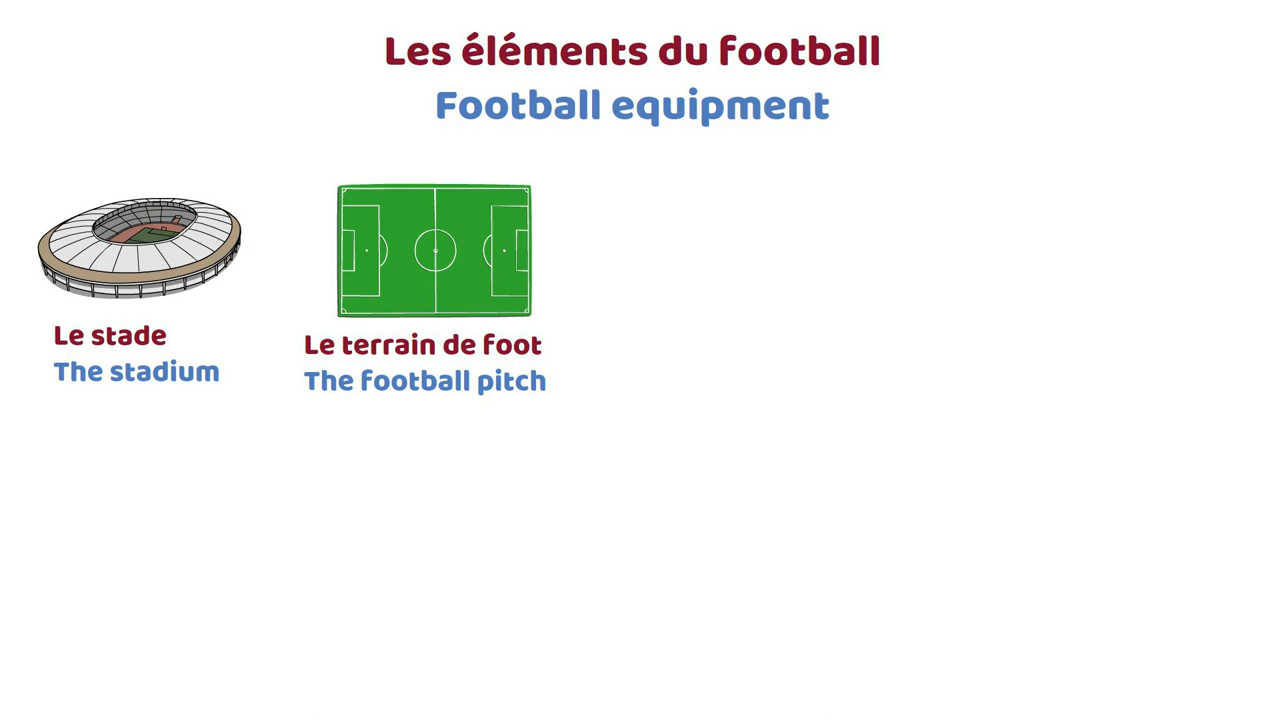 Les éléments du football
Football equipment
Le stade
The stadium
Le terrain de foot
The football pitch